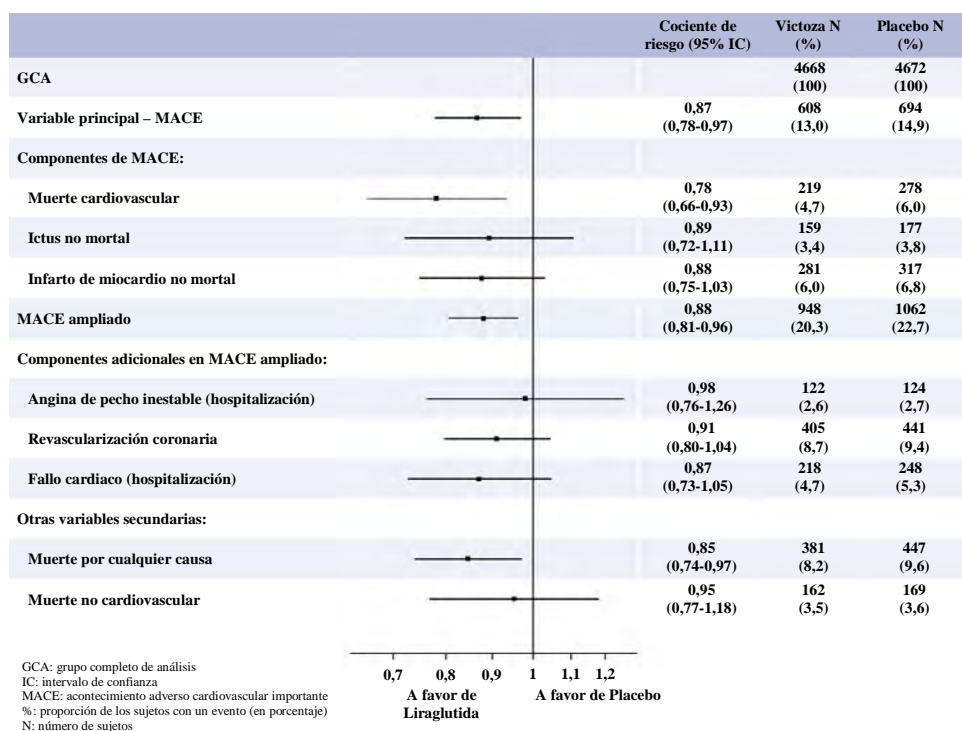 Cociente de riesgo (95% IC) Victoza N (%) Placebo N (%)
GCA 4668 (100) 4672 (100)
Variable principal – MACE 0,87 (0,78-0,97) 608 (13,0) 694 (14,9)
Componentes de MACE:
Muerte cardiovascular 0,78 (0,66-0,93) 219 (4,7) 278 (6,0)
Ictus no mortal 0,89 (0,72-1,11) 159 (3,4) 177 (3,8)
Infarto de miocardio no mortal 0,88 (0,75-1,03) 281 (6,0) 317 (6,8)
MACE ampliado 0,88 (0,81-0,96) 948 (20,3) 1062 (22,7)
Componentes adicionales en MACE ampliado:
Angina de pecho inestable (hospitalización) 0,98 (0,76-1,26) 122 (2,6) 124 (2,7)
Revascularización coronaria 0,91 (0,80-1,04) 405 (8,7) 441 (9,4)
Fallo cardiaco (hospitalización) 0,87 (0,73-1,05) 218 (4,7) 248 (5,3)
Otras variables secundarias:
Muerte por cualquier causa 0,85 (0,74-0,97) 381 (8,2) 447 (9,6)
Muerte no cardiovascular 0,95 (0,77-1,18) 162 (3,5) 169 (3,6)
0,7 0,8 0,9 1 1,1 1,2
A favor de Liraglutida A favor de Placebo
GCA: grupo completo de análisis
IC: intervalo de confianza
MACE: acontecimiento adverso cardiovascular importante
%: proporción de los sujetos con un evento (en porcentaje)
N: número de sujetos